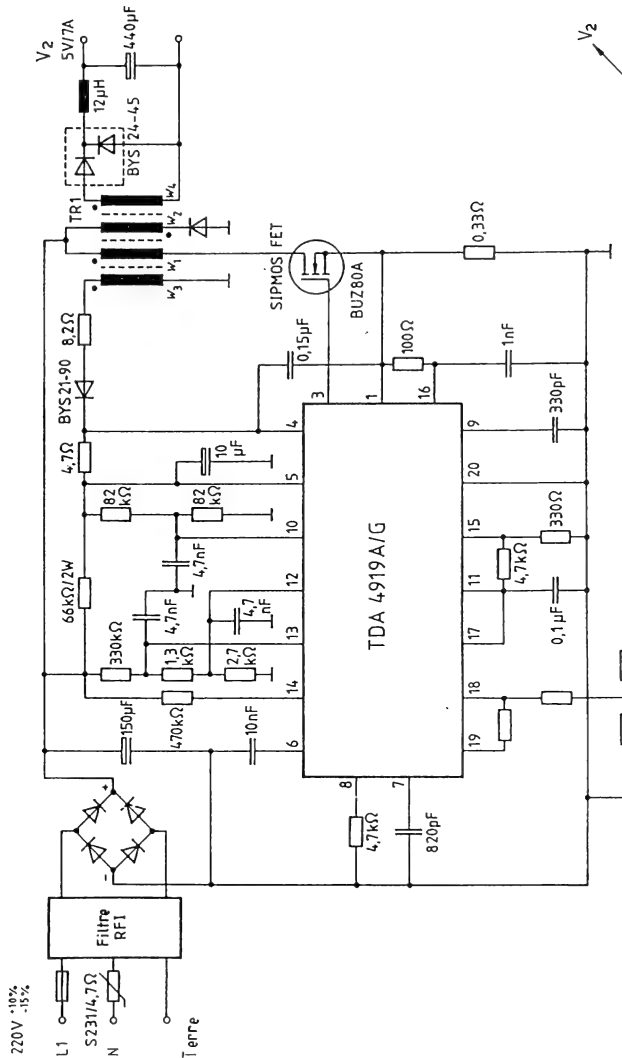 220V +10%
-15%
L1
S231/4,7Ω
N
Terre
Filtre
RFI
+
-
150µF
10nF
470kΩ
330kΩ
1,3
kΩ
2,7
kΩ
4,7nF
4,7
nF
4,7nF
66kΩ/2W
82
kΩ
82
kΩ
10
µF
4,7Ω
BYS21-90
8,2Ω
W3
W1
W2
W4
TR1
BYS 24-45
12µH
V2
5V/7A
440µF
SIPMOS FET
BUZ80A
0,15µF
100Ω
0,33Ω
1nF
330pF
330Ω
4,7kΩ
0,1µF
4,7kΩ
820pF
TDA 4919A/G
6
14
13
12
10
5
4
3
1
16
8
7
19
18
17
11
15
20
9
V2